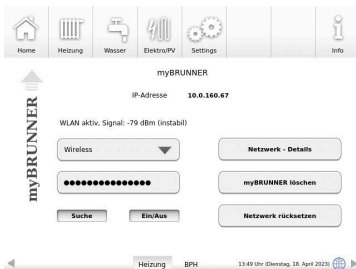 Home Heizung Wasser Elektro/PV Settings Info
myBRUNNER
IP-Adresse 10.0.160.67
myBRUNNER
WLAN aktiv, Signal: -79 dBm (instabil)
Wireless
Netzwerk - Details
myBRUNNER löschen
Suche Ein/Aus
Netzwerk rücksetzen
Heizung BPH 13:49 Uhr (Dienstag, 18. April 2023)